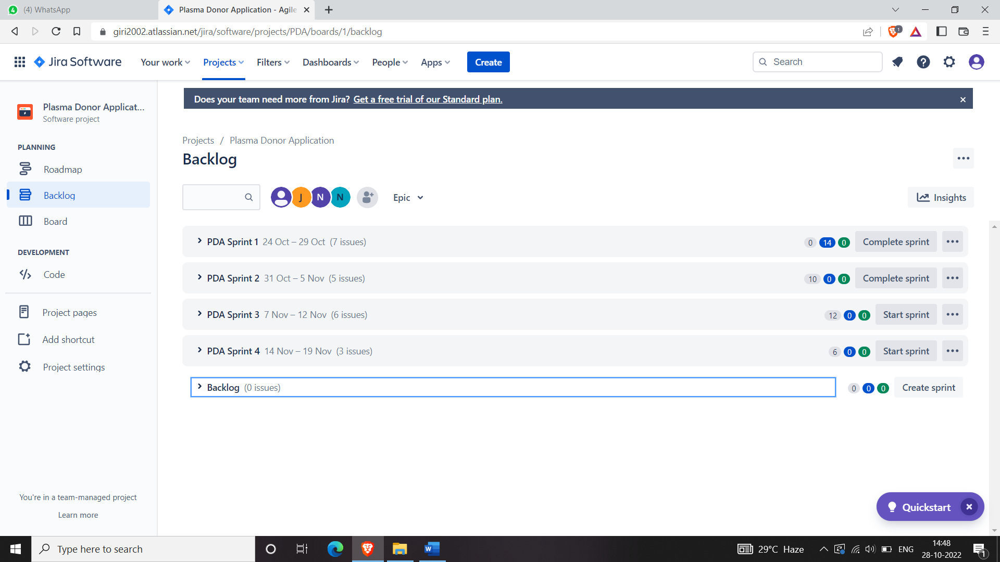 (4) WhatsApp
Plasma Donor Application - Agile
giri2002.atlassian.net/jira/software/projects/PDA/boards/1/backlog
1
Jira Software
Your work
Projects
Filters
Dashboards
People
Apps
Create
Search
Does your team need more from Jira? Get a free trial of our Standard plan.
Plasma Donor Applicat...
Software project
PLANNING
Roadmap
Backlog
Board
DEVELOPMENT
Code
Project pages
Add shortcut
Project settings
You're in a team-managed project
Learn more
Projects / Plasma Donor Application
Backlog
J N N
Epic
Insights
PDA Sprint 1 24 Oct – 29 Oct (7 issues) 0 14 0 Complete sprint
PDA Sprint 2 31 Oct – 5 Nov (5 issues) 10 0 0 Complete sprint
PDA Sprint 3 7 Nov – 12 Nov (6 issues) 12 0 0 Start sprint
PDA Sprint 4 14 Nov – 19 Nov (3 issues) 6 0 0 Start sprint
Backlog (0 issues) 0 0 0 Create sprint
Quickstart
Type here to search
29°C Haze
ENG
14:48
28-10-2022
1